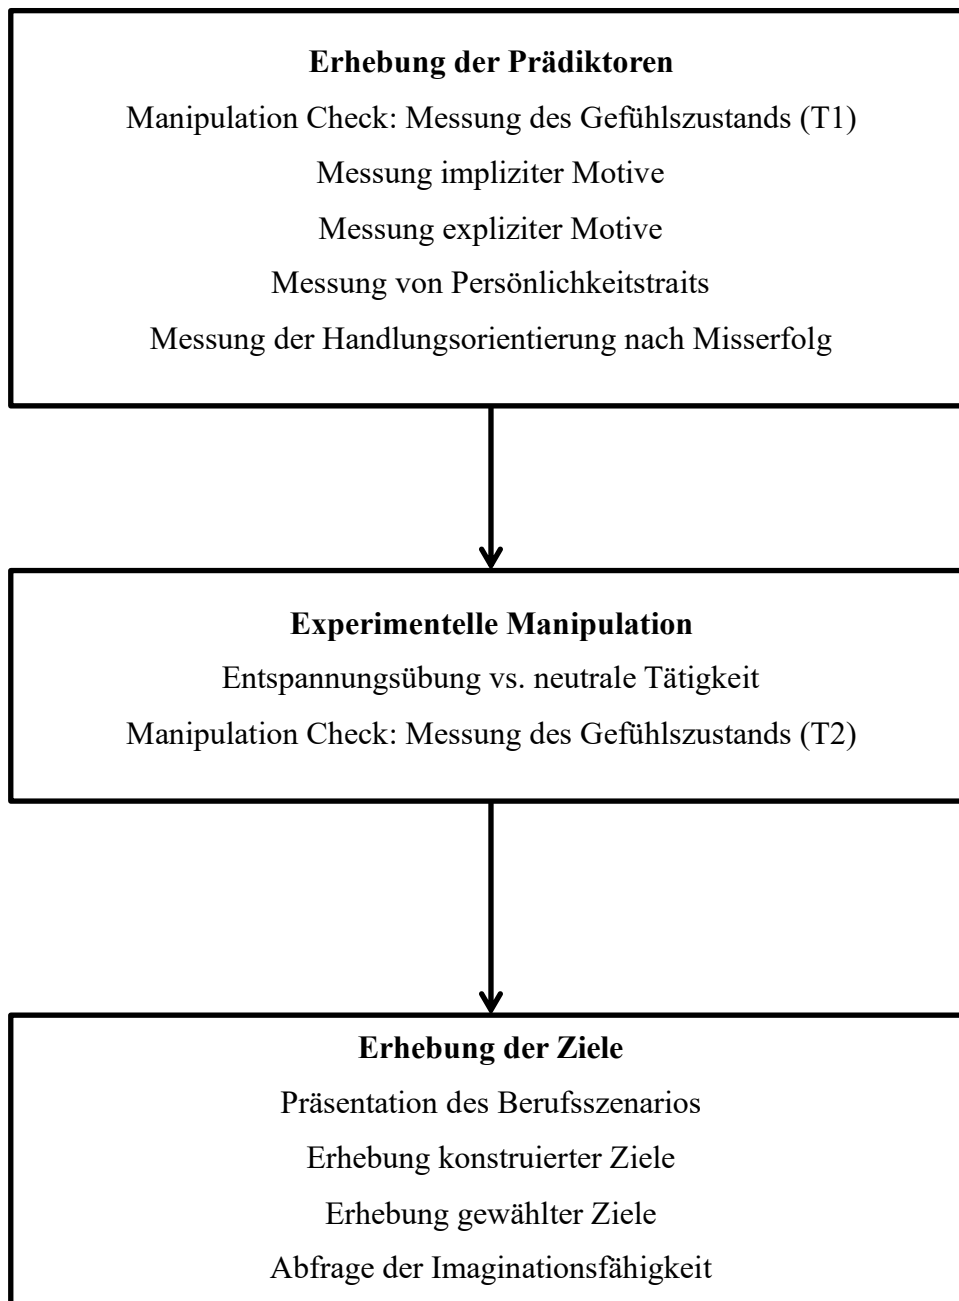 Erhebung der Prädiktoren
Manipulation Check: Messung des Gefühlszustands (T1)
Messung impliziter Motive
Messung expliziter Motive
Messung von Persönlichkeitstraits
Messung der Handlungsorientierung nach Misserfolg
Experimentelle Manipulation
Entspannungsübung vs. neutrale Tätigkeit
Manipulation Check: Messung des Gefühlszustands (T2)
Erhebung der Ziele
Präsentation des Berufsszenarios
Erhebung konstruierter Ziele
Erhebung gewählter Ziele
Abfrage der Imaginationsfähigkeit